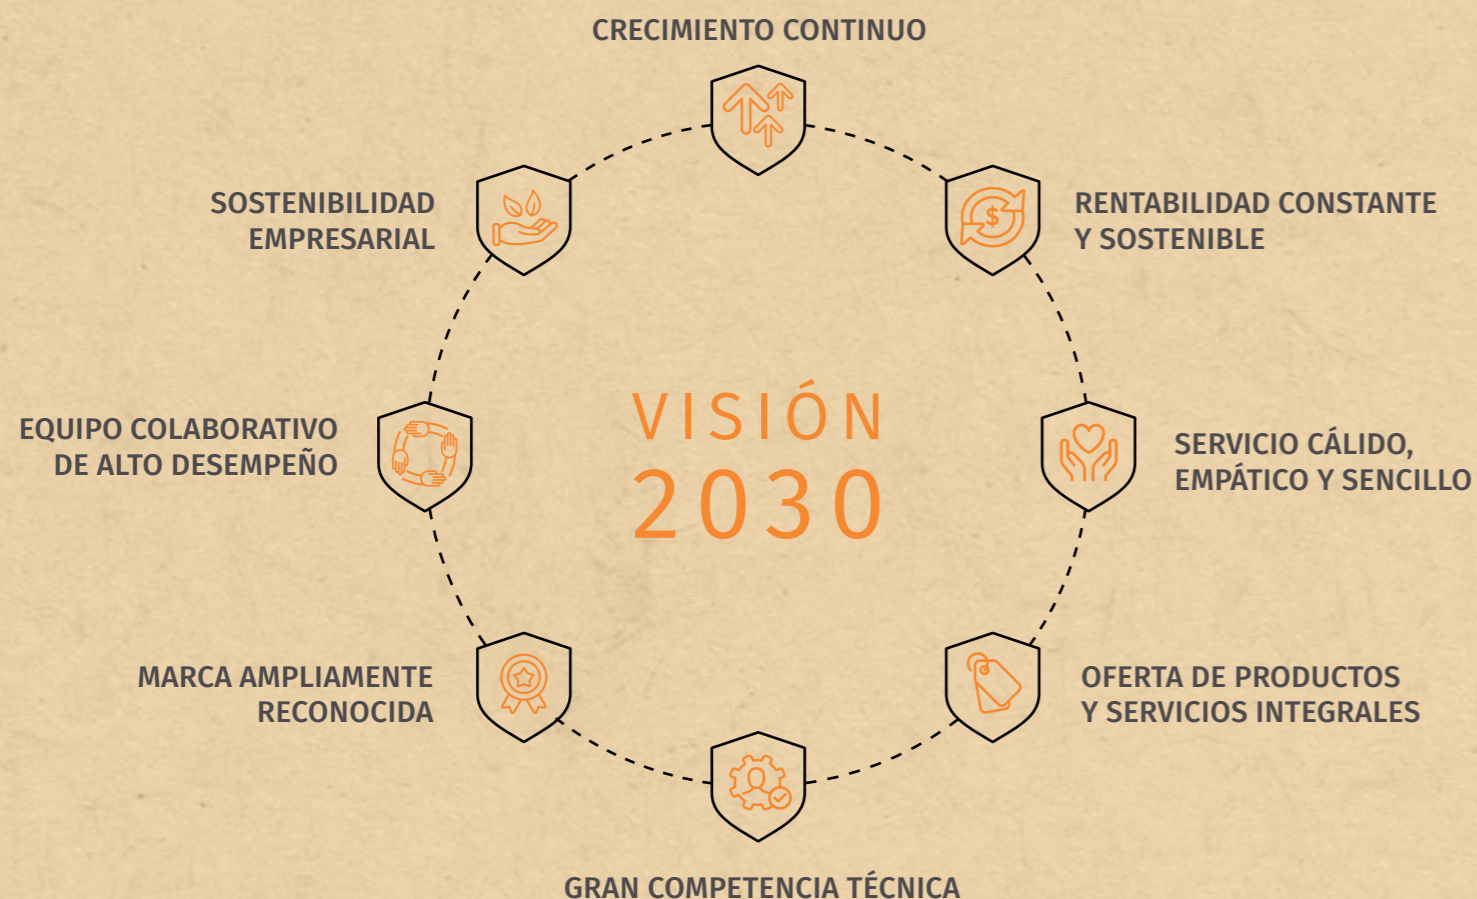 CRECIMIENTO CONTINUO
RENTABILIDAD CONSTANTE
Y SOSTENIBLE
SERVICIO CÁLIDO,
EMPÁTICO Y SENCILLO
OFERTA DE PRODUCTOS
Y SERVICIOS INTEGRALES
GRAN COMPETENCIA TÉCNICA
MARCA AMPLIAMENTE
RECONOCIDA
EQUIPO COLABORATIVO
DE ALTO DESEMPEÑO
SOSTENIBILIDAD
EMPRESARIAL
VISIÓN
2030
$